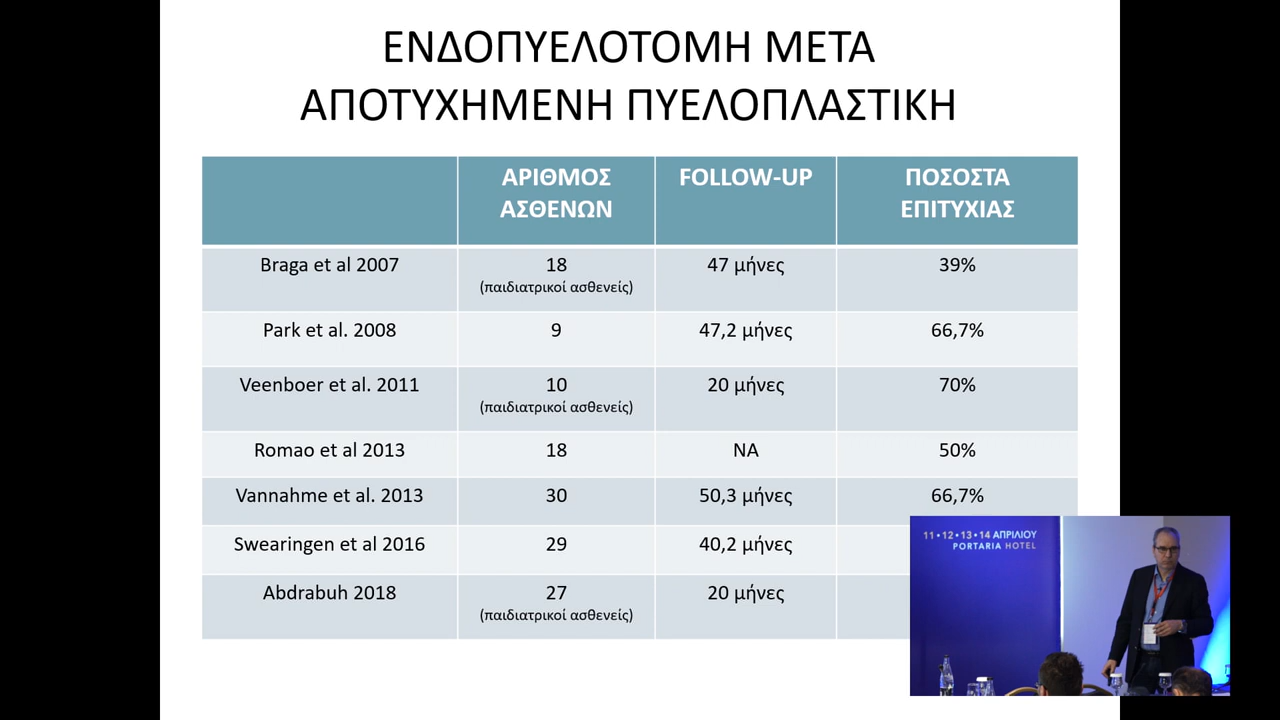 ΕΝΔΟΠΥΕΛΟΤΟΜΗ ΜΕΤΑ
ΑΠΟΤΥΧΗΜΕΝΗ ΠΥΕΛΟΠΛΑΣΤΙΚΗ
ΑΡΙΘΜΟΣ
ΑΣΘΕΝΩΝ
FOLLOW-UP
ΠΟΣΟΣΤΑ
ΕΠΙΤΥΧΙΑΣ
Braga et al 2007
18
(παιδιατρικοί ασθενείς)
47 μήνες
39%
Park et al. 2008
9
47,2 μήνες
66,7%
Veenboer et al. 2011
10
(παιδιατρικοί ασθενείς)
20 μήνες
70%
Romao et al 2013
18
NA
50%
Vannahme et al. 2013
30
50,3 μήνες
66,7%
Swearingen et al 2016
29
40,2 μήνες
Abdrabuh 2018
27
(παιδιατρικοί ασθενείς)
20 μήνες
11•12•13•14 ΑΠΡΙΛΙΟΥ
PORTARIA HOTEL